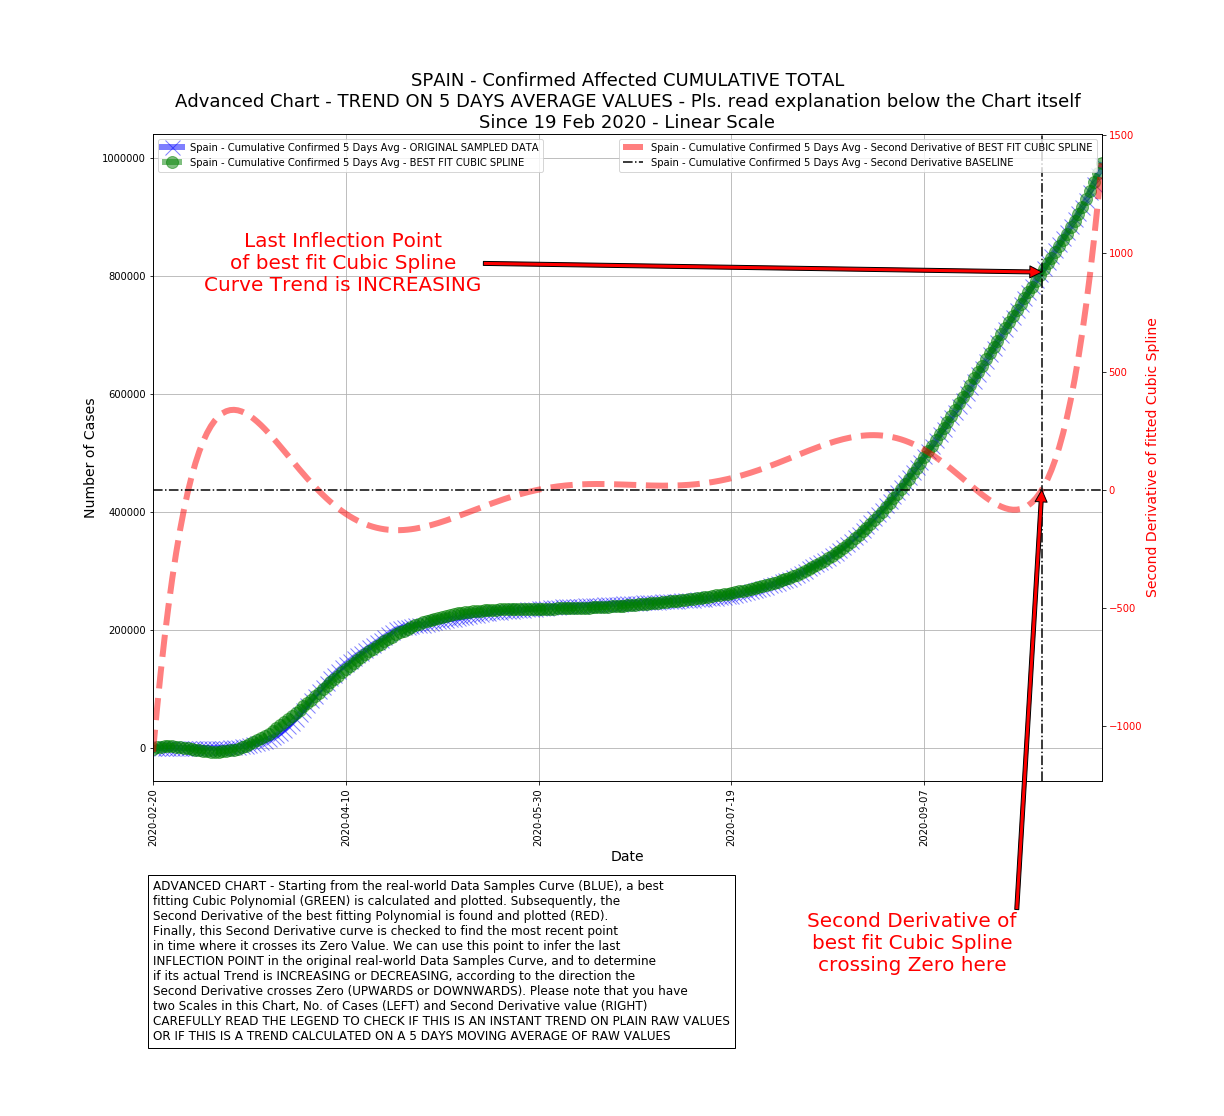 SPAIN - Confirmed Affected CUMULATIVE TOTAL
Advanced Chart - TREND ON 5 DAYS AVERAGE VALUES - Pls. read explanation below the Chart itself
Since 19 Feb 2020 - Linear Scale
Spain - Cumulative Confirmed 5 Days Avg - ORIGINAL SAMPLED DATA
Spain - Cumulative Confirmed 5 Days Avg - BEST FIT CUBIC SPLINE
Spain - Cumulative Confirmed 5 Days Avg - Second Derivative of BEST FIT CUBIC SPLINE
Spain - Cumulative Confirmed 5 Days Avg - Second Derivative BASELINE
Last Inflection Point
of best fit Cubic Spline
Curve Trend is INCREASING
Number of Cases
1000000
800000
600000
400000
200000
0
1500
1000
500
0
−500
−1000
Second Derivative of fitted Cubic Spline
2020-02-20
2020-04-10
2020-05-30
2020-07-19
2020-09-07
Date
ADVANCED CHART - Starting from the real-world Data Samples Curve (BLUE), a best
fitting Cubic Polynomial (GREEN) is calculated and plotted. Subsequently, the
Second Derivative of the best fitting Polynomial is found and plotted (RED).
Finally, this Second Derivative curve is checked to find the most recent point
in time where it crosses its Zero Value. We can use this point to infer the last
INFLECTION POINT in the original real-world Data Samples Curve, and to determine
if its actual Trend is INCREASING or DECREASING, according to the direction the
Second Derivative crosses Zero (UPWARDS or DOWNWARDS). Please note that you have
two Scales in this Chart, No. of Cases (LEFT) and Second Derivative value (RIGHT)
CAREFULLY READ THE LEGEND TO CHECK IF THIS IS AN INSTANT TREND ON PLAIN RAW VALUES
OR IF THIS IS A TREND CALCULATED ON A 5 DAYS MOVING AVERAGE OF RAW VALUES
Second Derivative of
best fit Cubic Spline
crossing Zero here